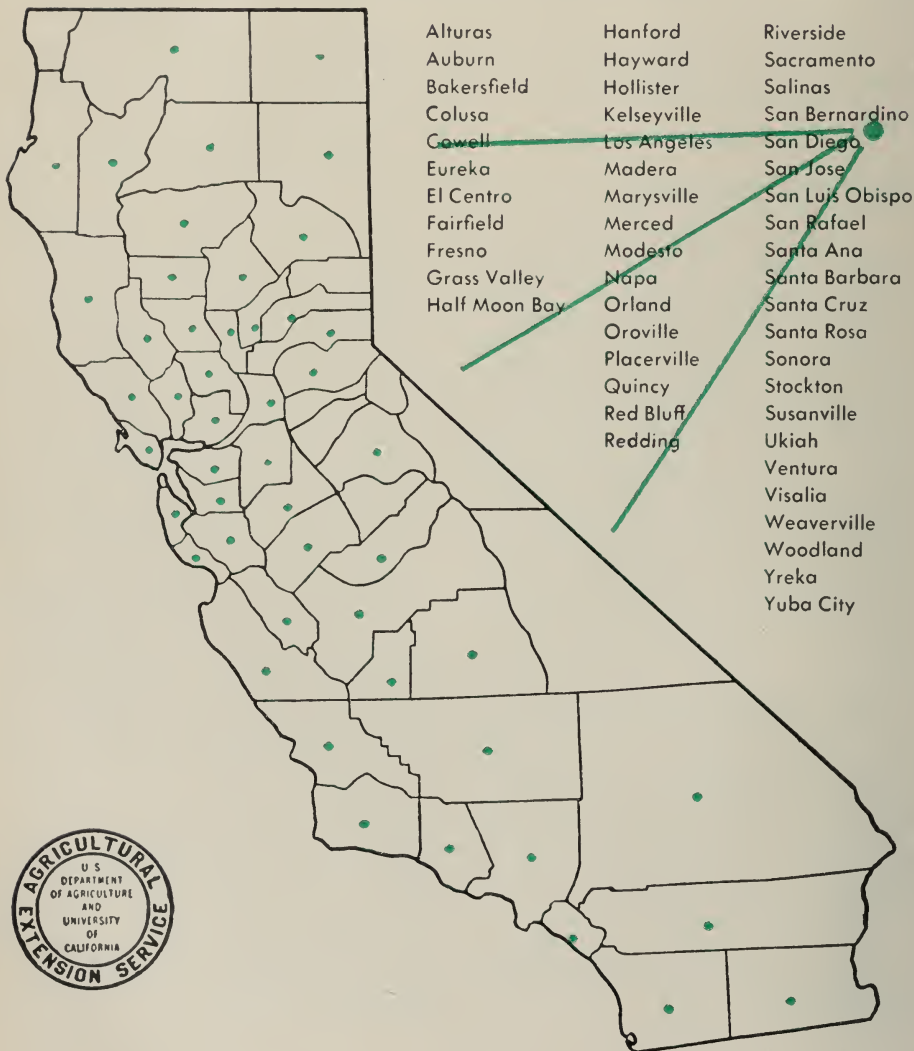 Alturas
Auburn
Bakersfield
Colusa
Cowell
Eureka
El Centro
Fairfield
Fresno
Grass Valley
Half Moon Bay
Hanford
Hayward
Hollister
Kelseyville
Los Angeles
Madera
Marysville
Merced
Modesto
Napa
Orland
Oroville
Placerville
Quincy
Red Bluff
Redding
Riverside
Sacramento
Salinas
San Bernardino
San Diego
San Jose
San Luis Obispo
San Rafael
Santa Ana
Santa Barbara
Santa Cruz
Santa Rosa
Sonora
Stockton
Susanville
Ukiah
Ventura
Visalia
Weaverville
Woodland
Yreka
Yuba City
AGRICULTURAL
EXTENSION SERVICE
U S
DEPARTMENT
OF AGRICULTURE
AND
UNIVERSITY
OF
CALIFORNIA